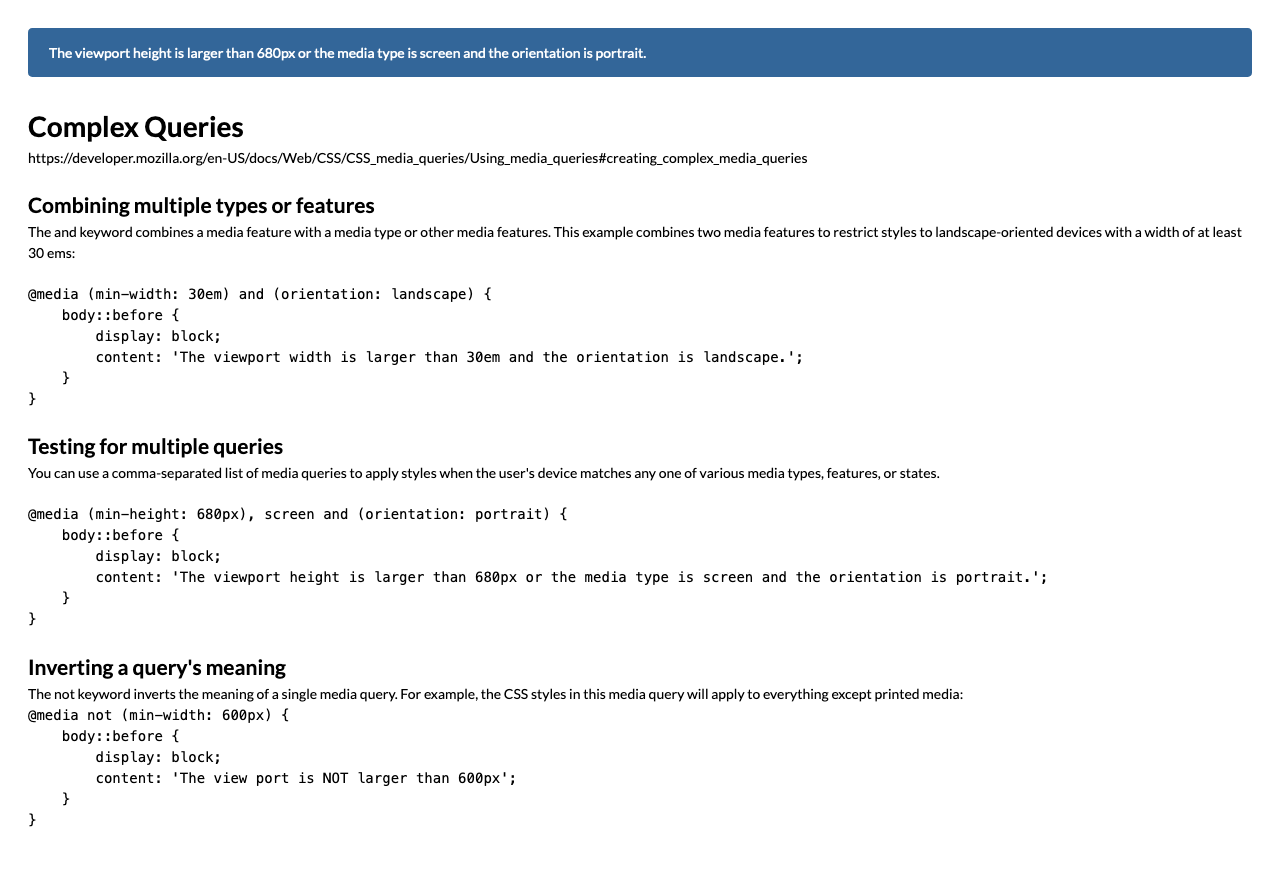 The viewport height is larger than 680px or the media type is screen and the orientation is portrait.
Complex Queries
https://developer.mozilla.org/en-US/docs/Web/CSS/CSS_media_queries/Using_media_queries#creating_complex_media_queries
Combining multiple types or features
The and keyword combines a media feature with a media type or other media features. This example combines two media features to restrict styles to landscape-oriented devices with a width of at least
30 ems:
@media (min-width: 30em) and (orientation: landscape) {
    body::before {
        display: block;
        content: 'The viewport width is larger than 30em and the orientation is landscape.';
    }
}
Testing for multiple queries
You can use a comma-separated list of media queries to apply styles when the user's device matches any one of various media types, features, or states.
@media (min-height: 680px), screen and (orientation: portrait) {
    body::before {
        display: block;
        content: 'The viewport height is larger than 680px or the media type is screen and the orientation is portrait.';
    }
}
Inverting a query's meaning
The not keyword inverts the meaning of a single media query. For example, the CSS styles in this media query will apply to everything except printed media:
@media not (min-width: 600px) {
    body::before {
        display: block;
        content: 'The view port is NOT larger than 600px';
    }
}